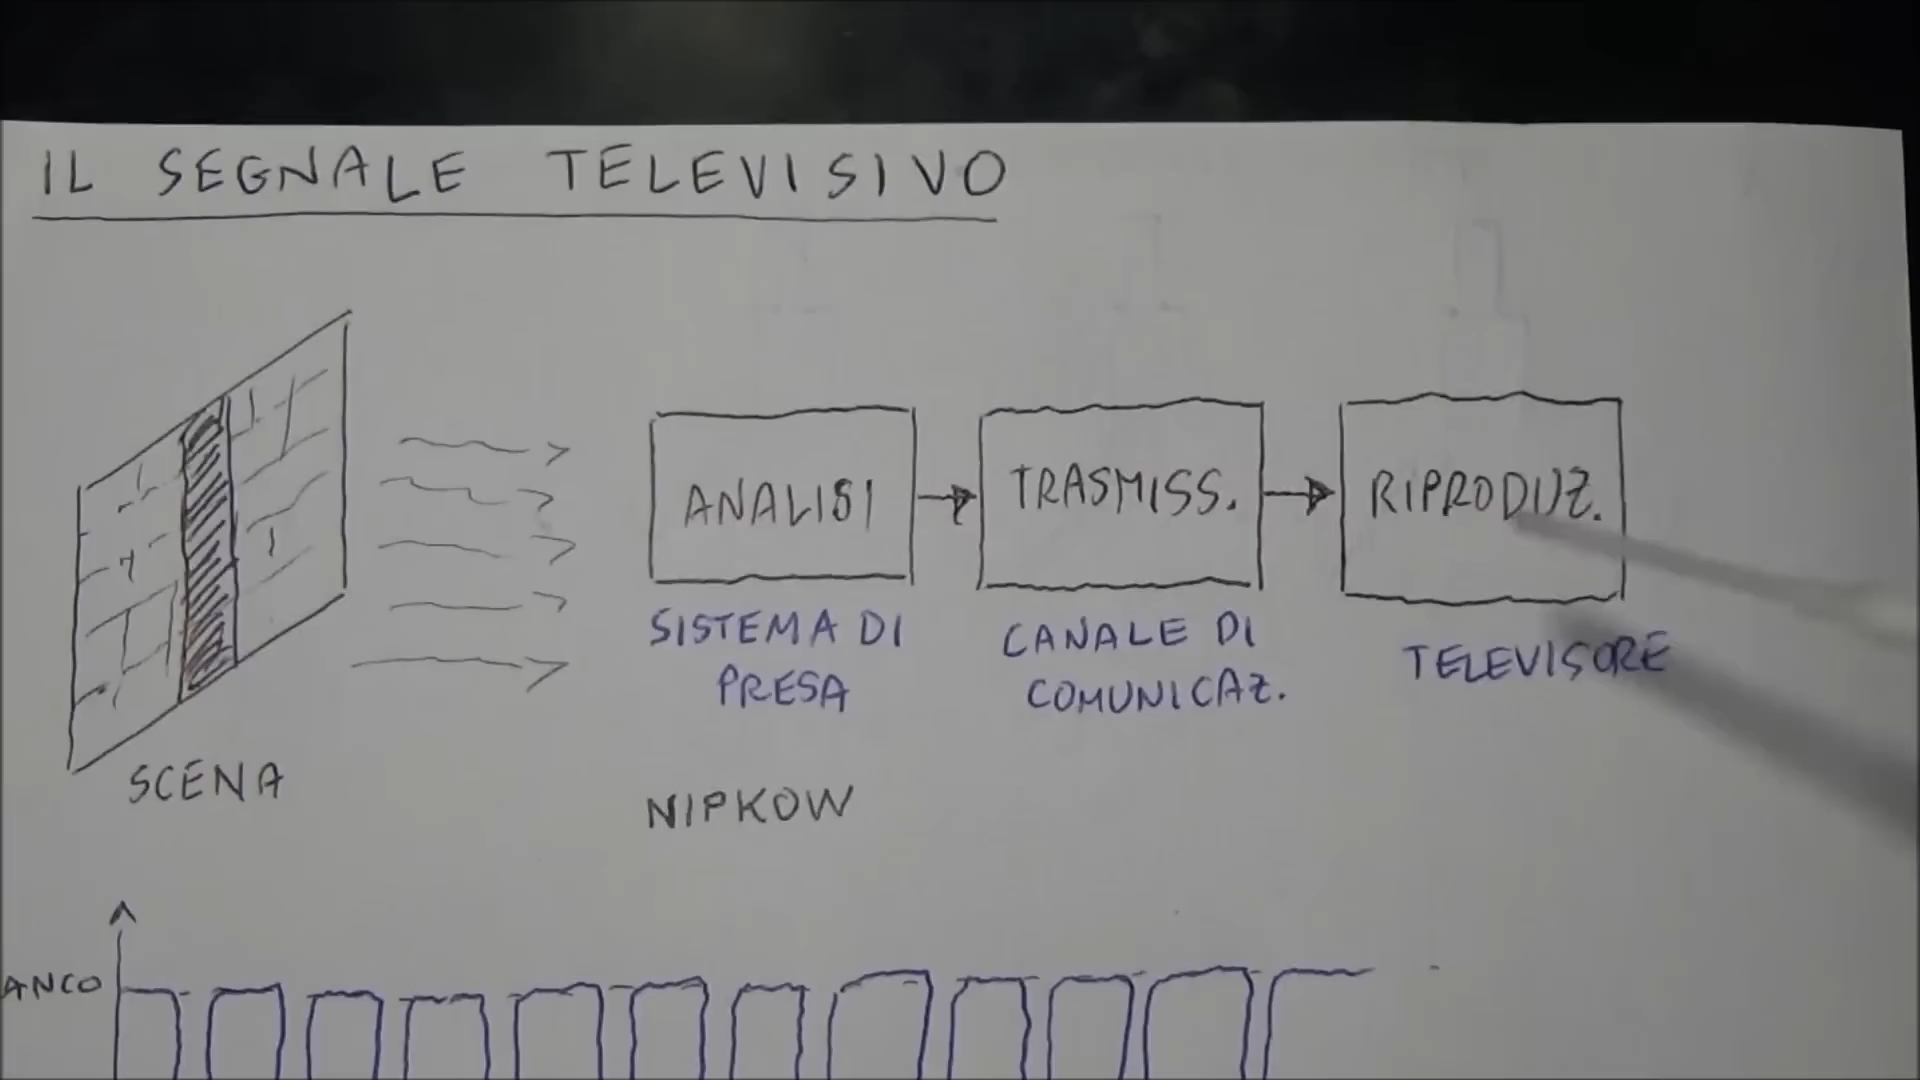 IL SEGNALE TELEVISIVO
ANALISI
TRASMISS.
RIPRODUZ.
SISTEMA DI
PRESA
CANALE DI
COMUNICAZ.
TELEVISORE
SCENA
NIPKOW
ANCO